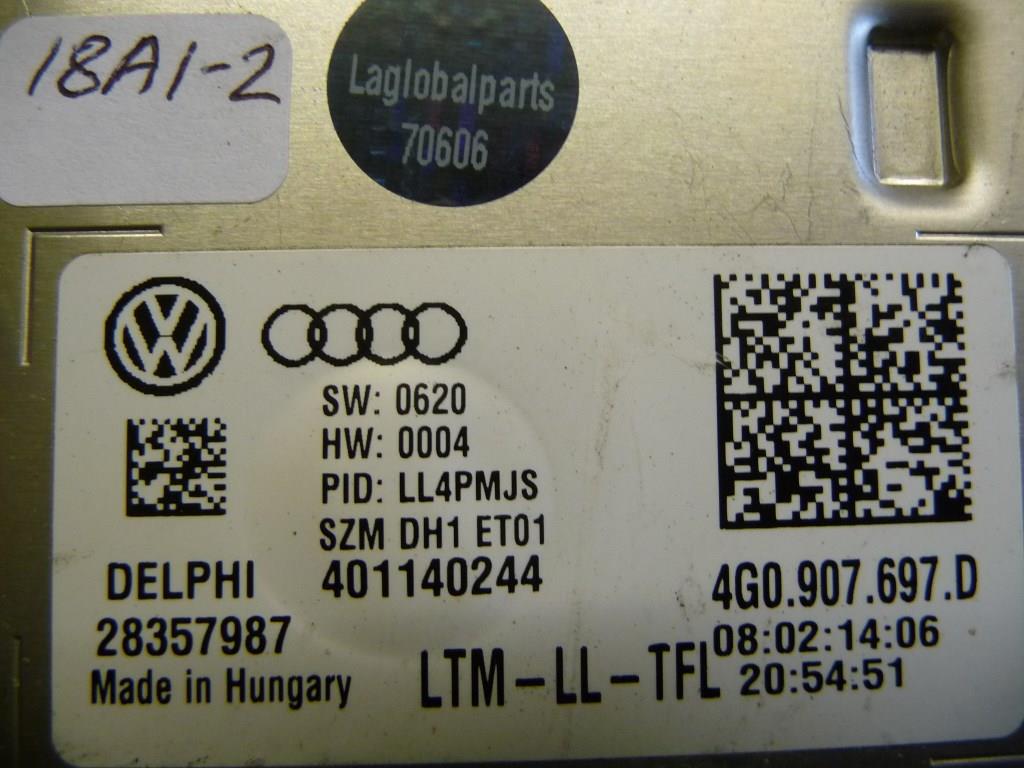 18A1-2
Laglobalparts
70606
SW: 0620
HW: 0004
PID: LL4PMJS
SZM DH1 ET01
DELPHI 401140244
4G0.907.697.D
28357987
08:02:14:06
Made in Hungary
LTM-LL-TFL
20:54:51